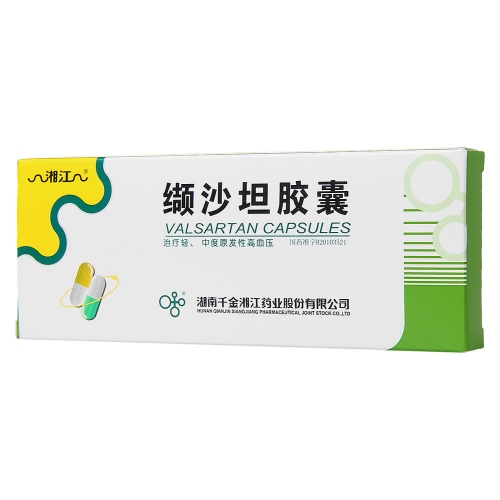 湘江®
缬沙坦胶囊
VALSARTAN CAPSULES
治疗轻、中度原发性高血压 国药准字H20103521
湖南千金湘江药业股份有限公司
HUNAN QIANJIN XIANGJIANG PHARMACEUTICAL JOINT STOCK CO.,LTD